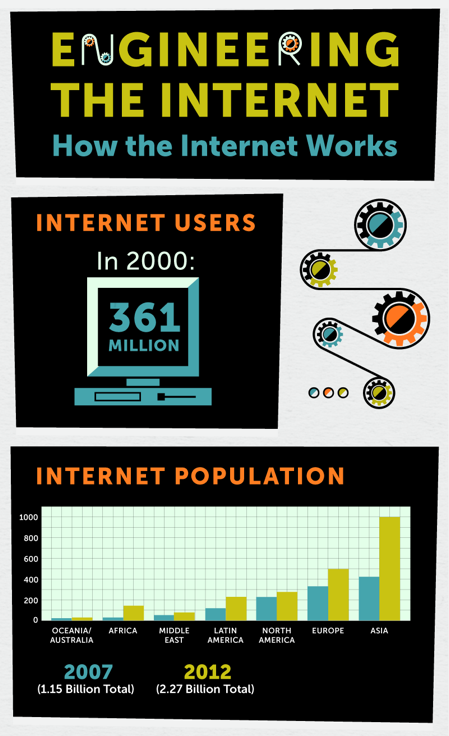 ENGINEERING
THE INTERNET
How the Internet Works
INTERNET USERS
In 2000:
361
MILLION
INTERNET POPULATION
1000
800
600
400
200
0
OCEANIA/
AUSTRALIA
AFRICA
MIDDLE
EAST
LATIN
AMERICA
NORTH
AMERICA
EUROPE
ASIA
2007
(1.15 Billion Total)
2012
(2.27 Billion Total)